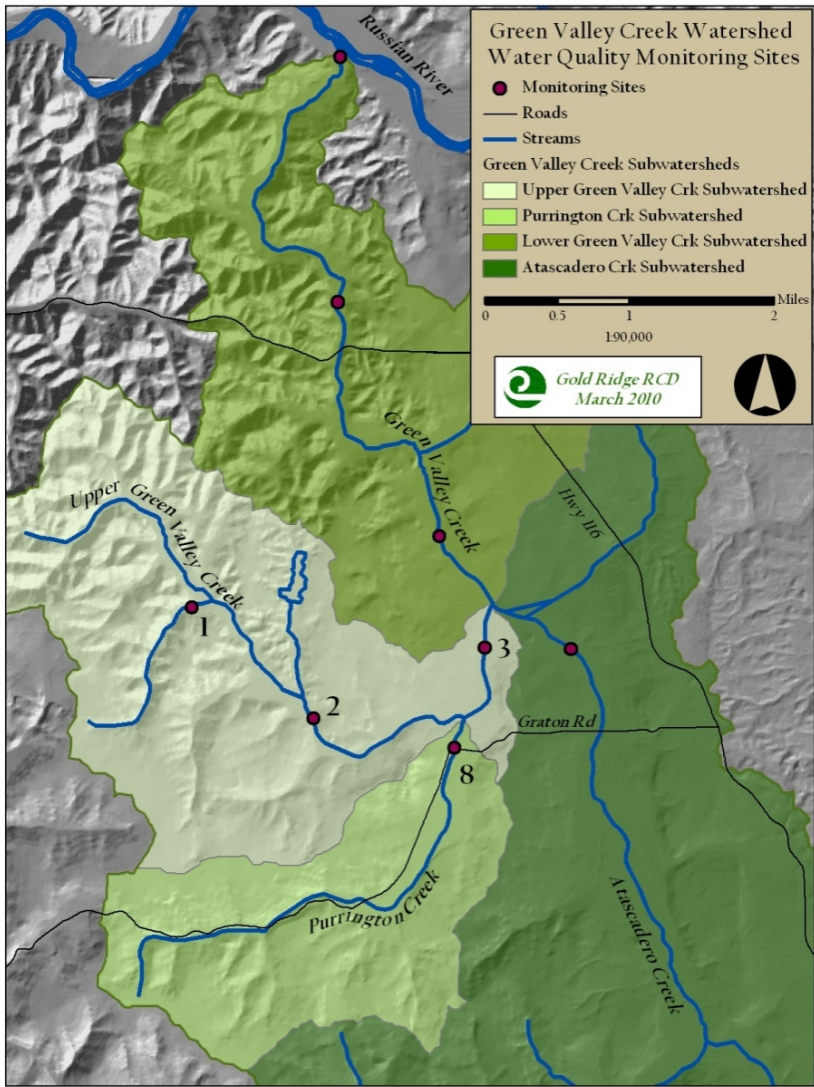 Green Valley Creek Watershed
Water Quality Monitoring Sites
Monitoring Sites
Roads
Streams
Green Valley Creek Subwatersheds
Upper Green Valley Crk Subwatershed
Purrington Crk Subwatershed
Lower Green Valley Crk Subwatershed
Atascadero Crk Subwatershed
Miles
0 0.5 1 2
1:90,000
Gold Ridge RCD
March 2010
Russian River
Green Valley Creek
Hwy 116
Upper Green Valley Creek
1
3
2
Graton Rd
8
Purrington Creek
Atascadero Creek